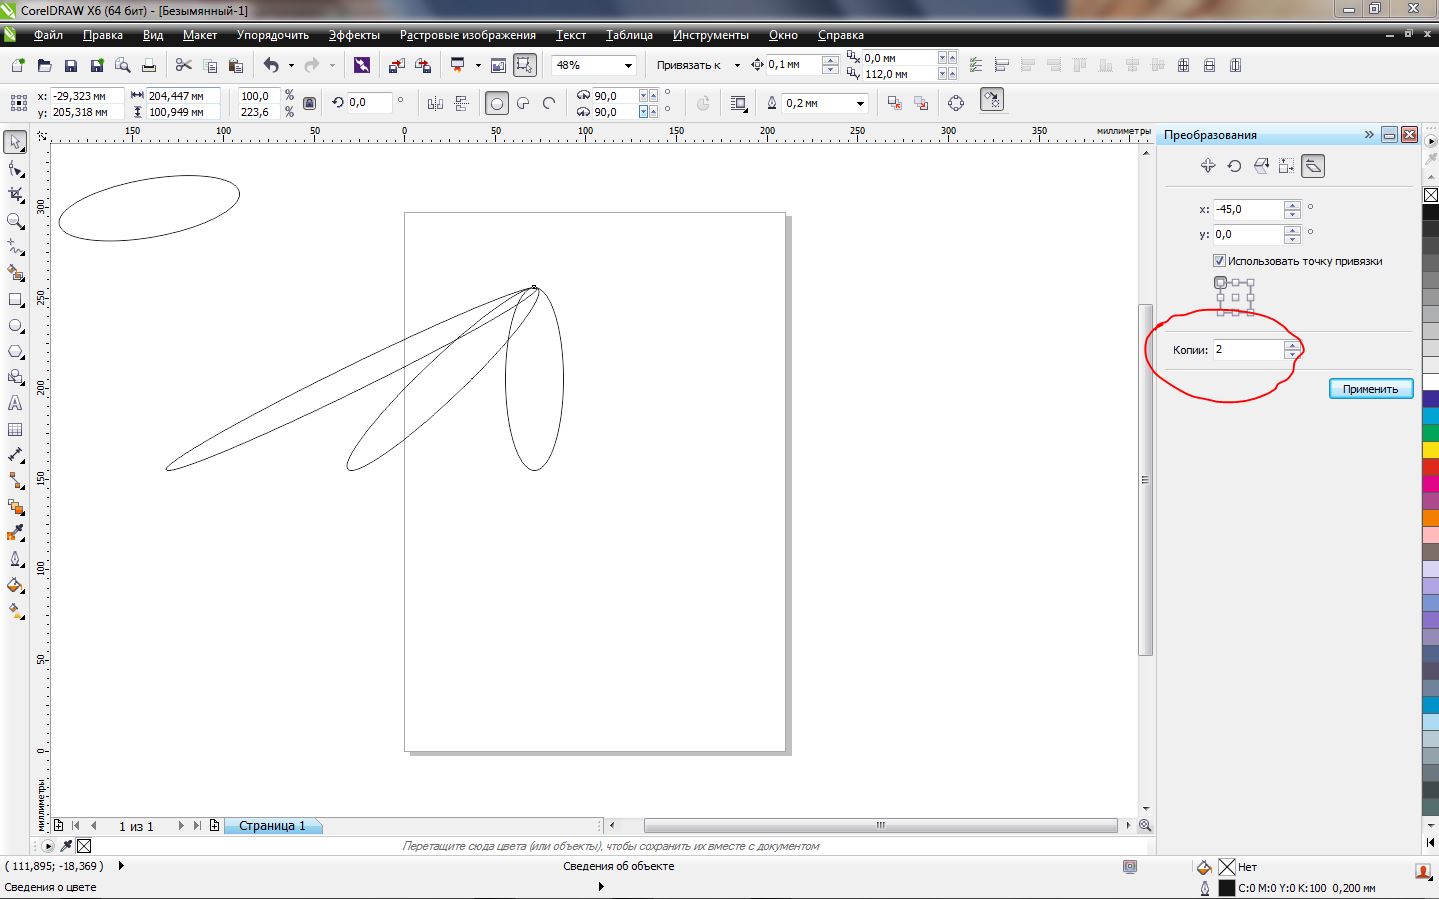 CorelDRAW X6 (64 бит) - [Безымянный-1]
Файл Правка Вид Макет Упорядочить Эффекты Растровые изображения Текст Таблица Инструменты Окно Справка
48% Привязать к 0,1 мм 0,0 мм
112,0 мм
x: -29,323 мм 204,447 мм 100,0 % 0,0 ° 90,0 ° 0,2 мм
y: 205,318 мм 100,949 мм 223,6 % 90,0 °
150 100 50 0 50 100 150 200 250 300 350 миллиметры
Преобразования
x: -45,0 °
y: 0,0 °
Использовать точку привязки
Копии: 2
Применить
300
250
200
150
100
50
0
миллиметры
1 из 1 Страница 1
Перетащите сюда цвета (или объекты), чтобы сохранить их вместе с документом
( 111,895; -18,369 ) Сведения об объекте Нет
Сведения о цвете C:0 M:0 Y:0 K:100 0,200 мм